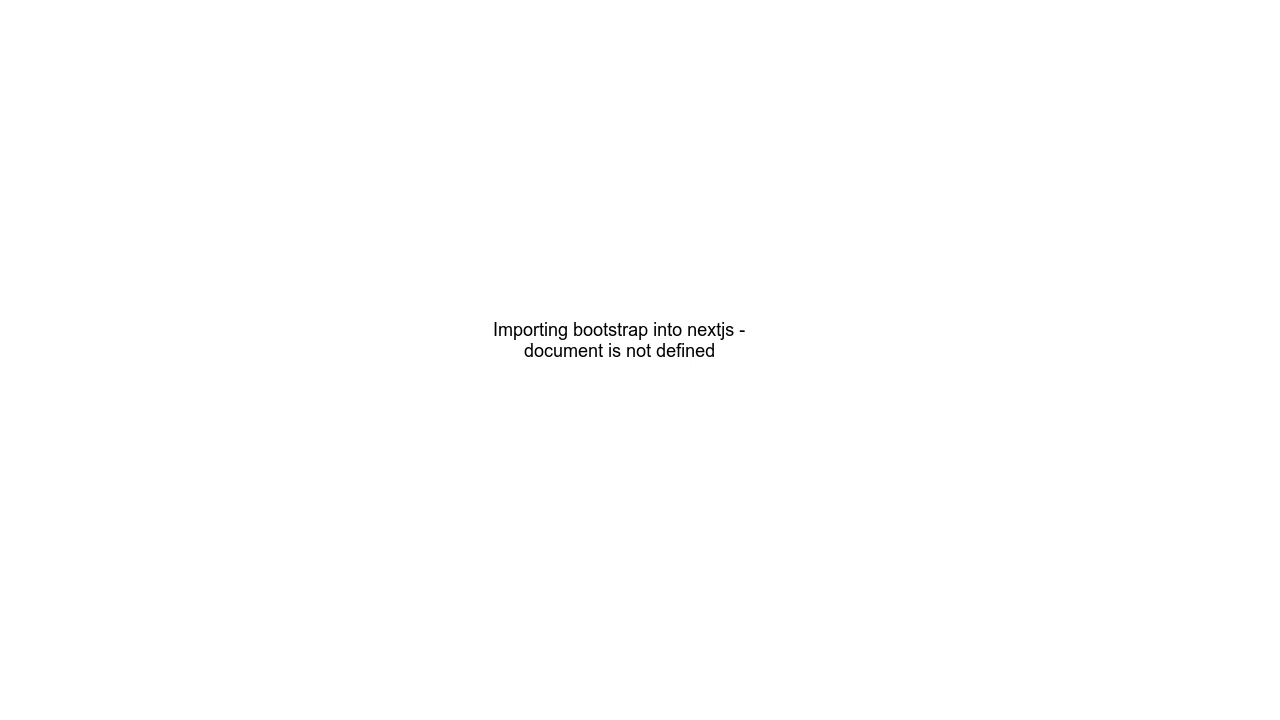 Importing bootstrap into nextjs -
document is not defined